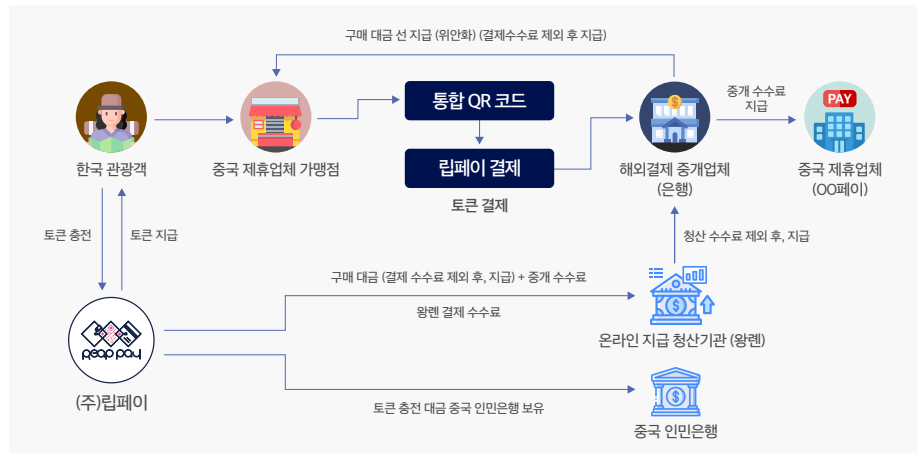 구매 대금 선 지급 (위안화) (결제수수료 제외 후 지급)
통합 QR 코드
중개 수수료
지급
PAY
한국 관광객
중국 제휴업체 가맹점
립페이 결제
해외결제 중개업체
(은행)
중국 제휴업체
(OO페이)
토큰 결제
토큰 충전
토큰 지급
청산 수수료 제외 후, 지급
구매 대금 (결제 수수료 제외 후, 지급) + 중개 수수료
왕롄 결제 수수료
온라인 지급 청산기관 (왕롄)
reap pay
(주)립페이
토큰 충전 대금 중국 인민은행 보유
중국 인민은행